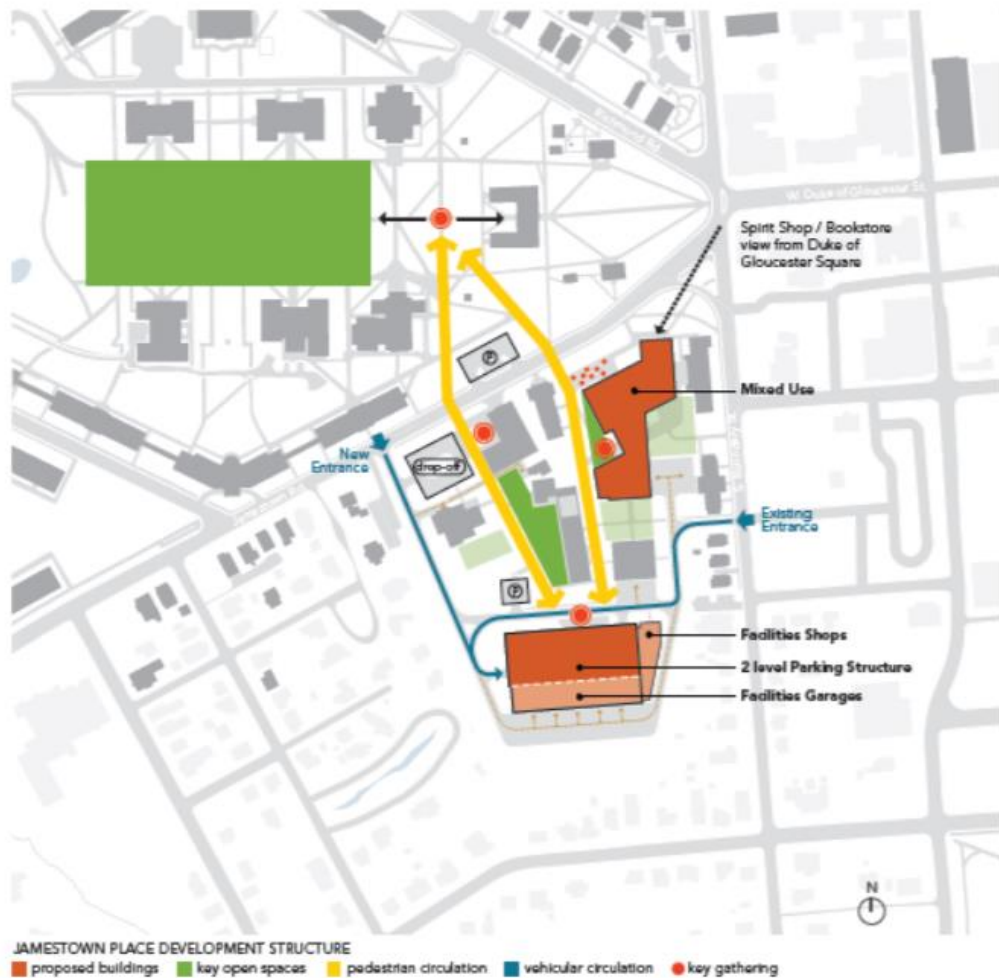 Richmond Rd.
W. Duke of Gloucester St.
Spirit Shop / Bookstore
view from Duke of
Gloucester Square
P
Mixed Use
New
Entrance
drop-off
Existing
Entrance
P
Facilities Shops
2 level Parking Structure
Facilities Garages
N
JAMESTOWN PLACE DEVELOPMENT STRUCTURE
proposed buildings key open spaces pedestrian circulation vehicular circulation key gathering